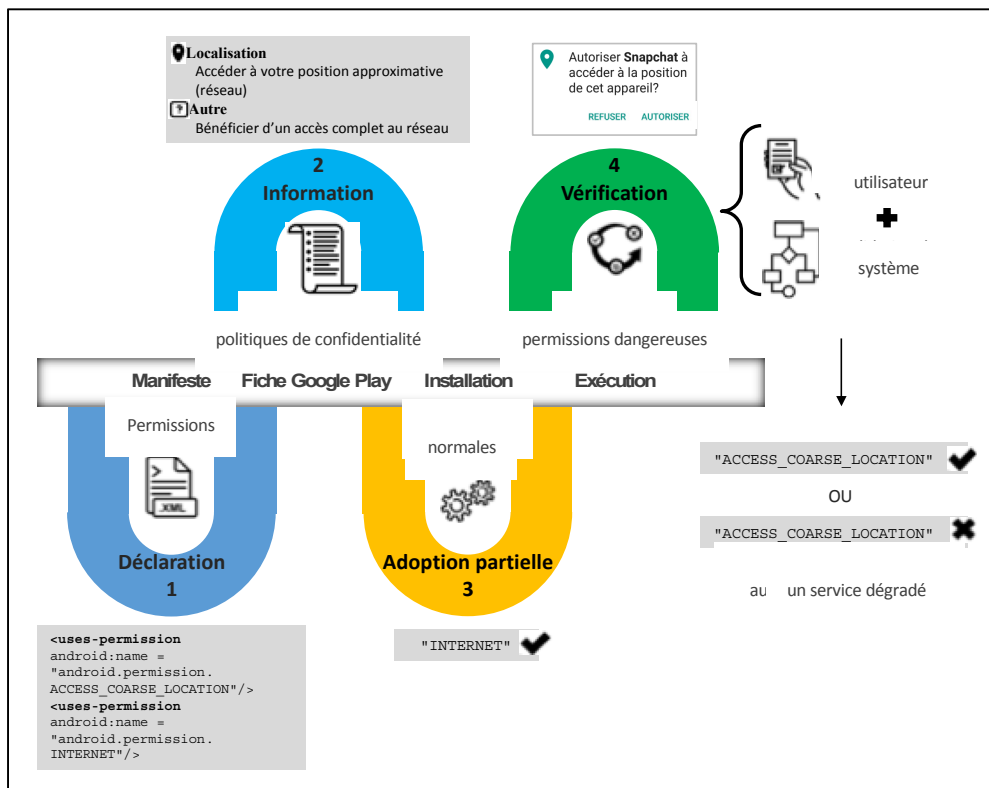 Localisation
Accéder à votre position approximative
(réseau)
Autre
Bénéficier d'un accès complet au réseau
2
Information
politiques de confidentialité
Autoriser Snapchat à
accéder à la position
de cet appareil?
REFUSER AUTORISER
4
Vérification
permissions dangereuses
utilisateur
système
Manifeste Fiche Google Play Installation Exécution
Permissions
XML
Déclaration
1
normales
Adoption partielle
3
<uses-permission
android:name =
"android.permission.
ACCESS_COARSE_LOCATION"/>
<uses-permission
android:name =
"android.permission.
INTERNET"/>
"INTERNET"
"ACCESS_COARSE_LOCATION"
OU
"ACCESS_COARSE_LOCATION"
au un service dégradé